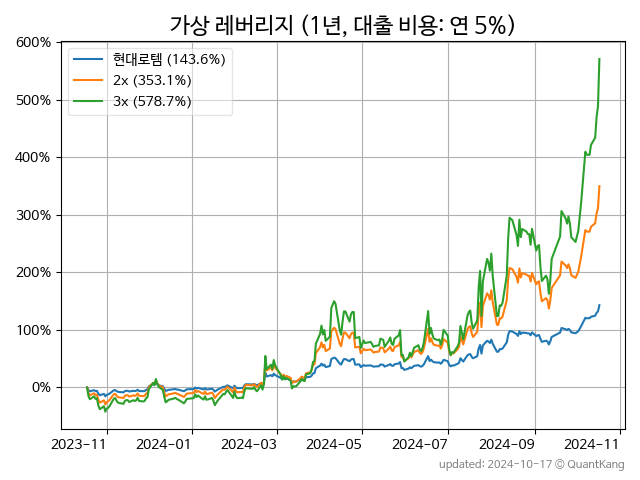 가상 레버리지 (1년, 대출 비용: 연 5%)
600%
500%
400%
300%
200%
100%
0%
현대로템 (143.6%)
2x (353.1%)
3x (578.7%)
2023-11 2024-01 2024-03 2024-05 2024-07 2024-09 2024-11
updated: 2024-10-17 © QuantKang